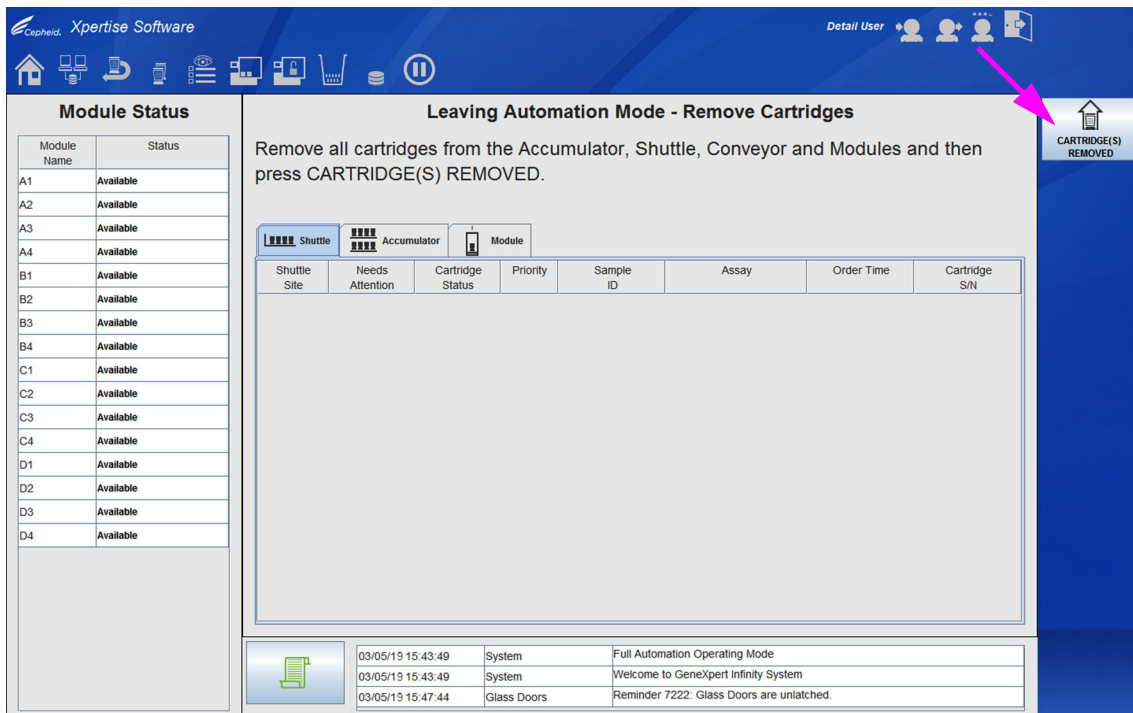 Cepheid. Xpertise Software
Detail User
Module Status
Module Name Status
A1 Available
A2 Available
A3 Available
A4 Available
B1 Available
B2 Available
B3 Available
B4 Available
C1 Available
C2 Available
C3 Available
C4 Available
D1 Available
D2 Available
D3 Available
D4 Available
Leaving Automation Mode - Remove Cartridges
Remove all cartridges from the Accumulator, Shuttle, Conveyor and Modules and then
press CARTRIDGE(S) REMOVED.
Shuttle Accumulator Module
Shuttle Site Needs Attention Cartridge Status Priority Sample ID Assay Order Time Cartridge S/N
03/05/19 15:43:49 System Full Automation Operating Mode
03/05/19 15:43:49 System Welcome to GeneXpert Infinity System
03/05/19 15:47:44 Glass Doors Reminder 7222: Glass Doors are unlatched.
CARTRIDGE(S)
REMOVED